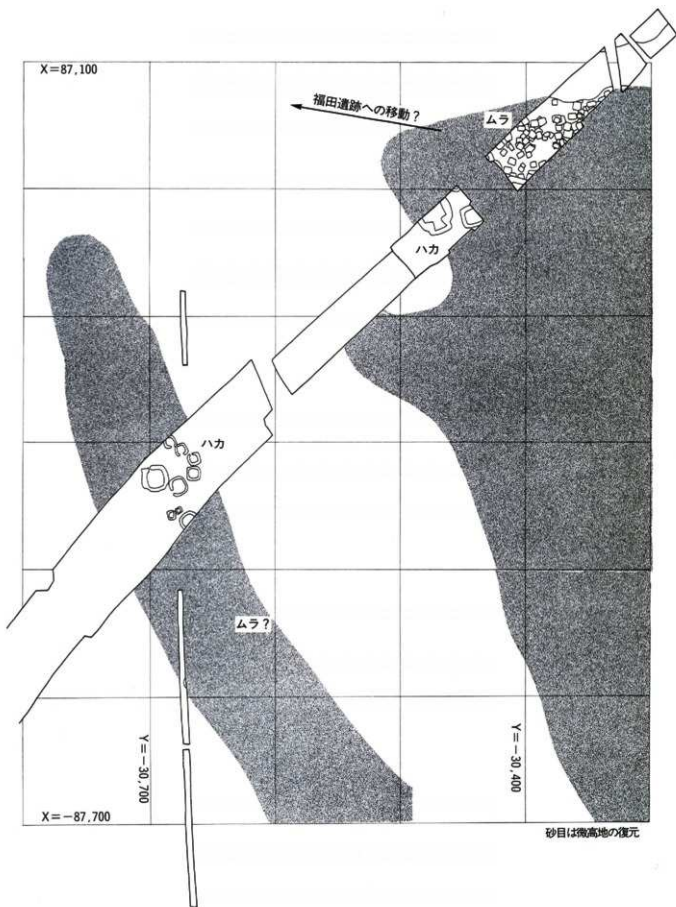 X=87,100
福田遺跡への移動？
ムラ
ハカ
ハカ
ムラ？
Y=-30,700
Y=-30,400
X=-87,700
砂目は微高地の復元